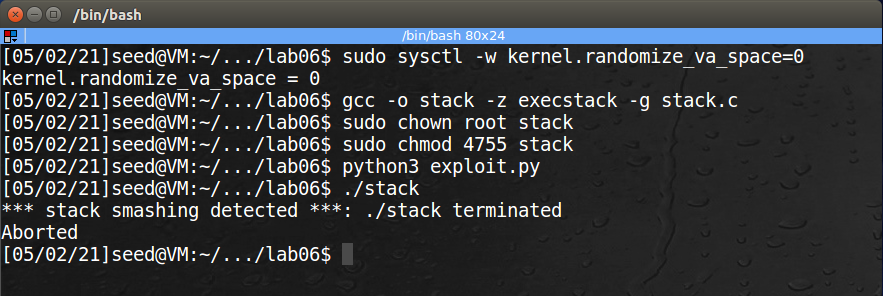 /bin/bash
/bin/bash 80x24
[05/02/21]seed@VM:~/.../lab06$ sudo sysctl -w kernel.randomize_va_space=0
kernel.randomize_va_space = 0
[05/02/21]seed@VM:~/.../lab06$ gcc -o stack -z execstack -g stack.c
[05/02/21]seed@VM:~/.../lab06$ sudo chown root stack
[05/02/21]seed@VM:~/.../lab06$ sudo chmod 4755 stack
[05/02/21]seed@VM:~/.../lab06$ python3 exploit.py
[05/02/21]seed@VM:~/.../lab06$ ./stack
*** stack smashing detected ***: ./stack terminated
Aborted
[05/02/21]seed@VM:~/.../lab06$